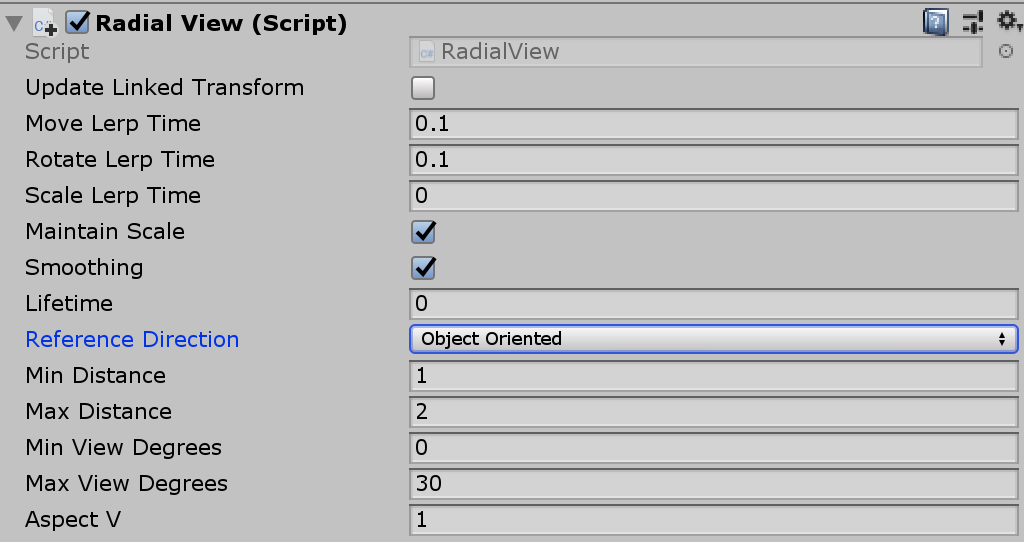 Radial View (Script)
Script RadialView
Update Linked Transform
Move Lerp Time 0.1
Rotate Lerp Time 0.1
Scale Lerp Time 0
Maintain Scale
Smoothing
Lifetime 0
Reference Direction Object Oriented
Min Distance 1
Max Distance 2
Min View Degrees 0
Max View Degrees 30
Aspect V 1